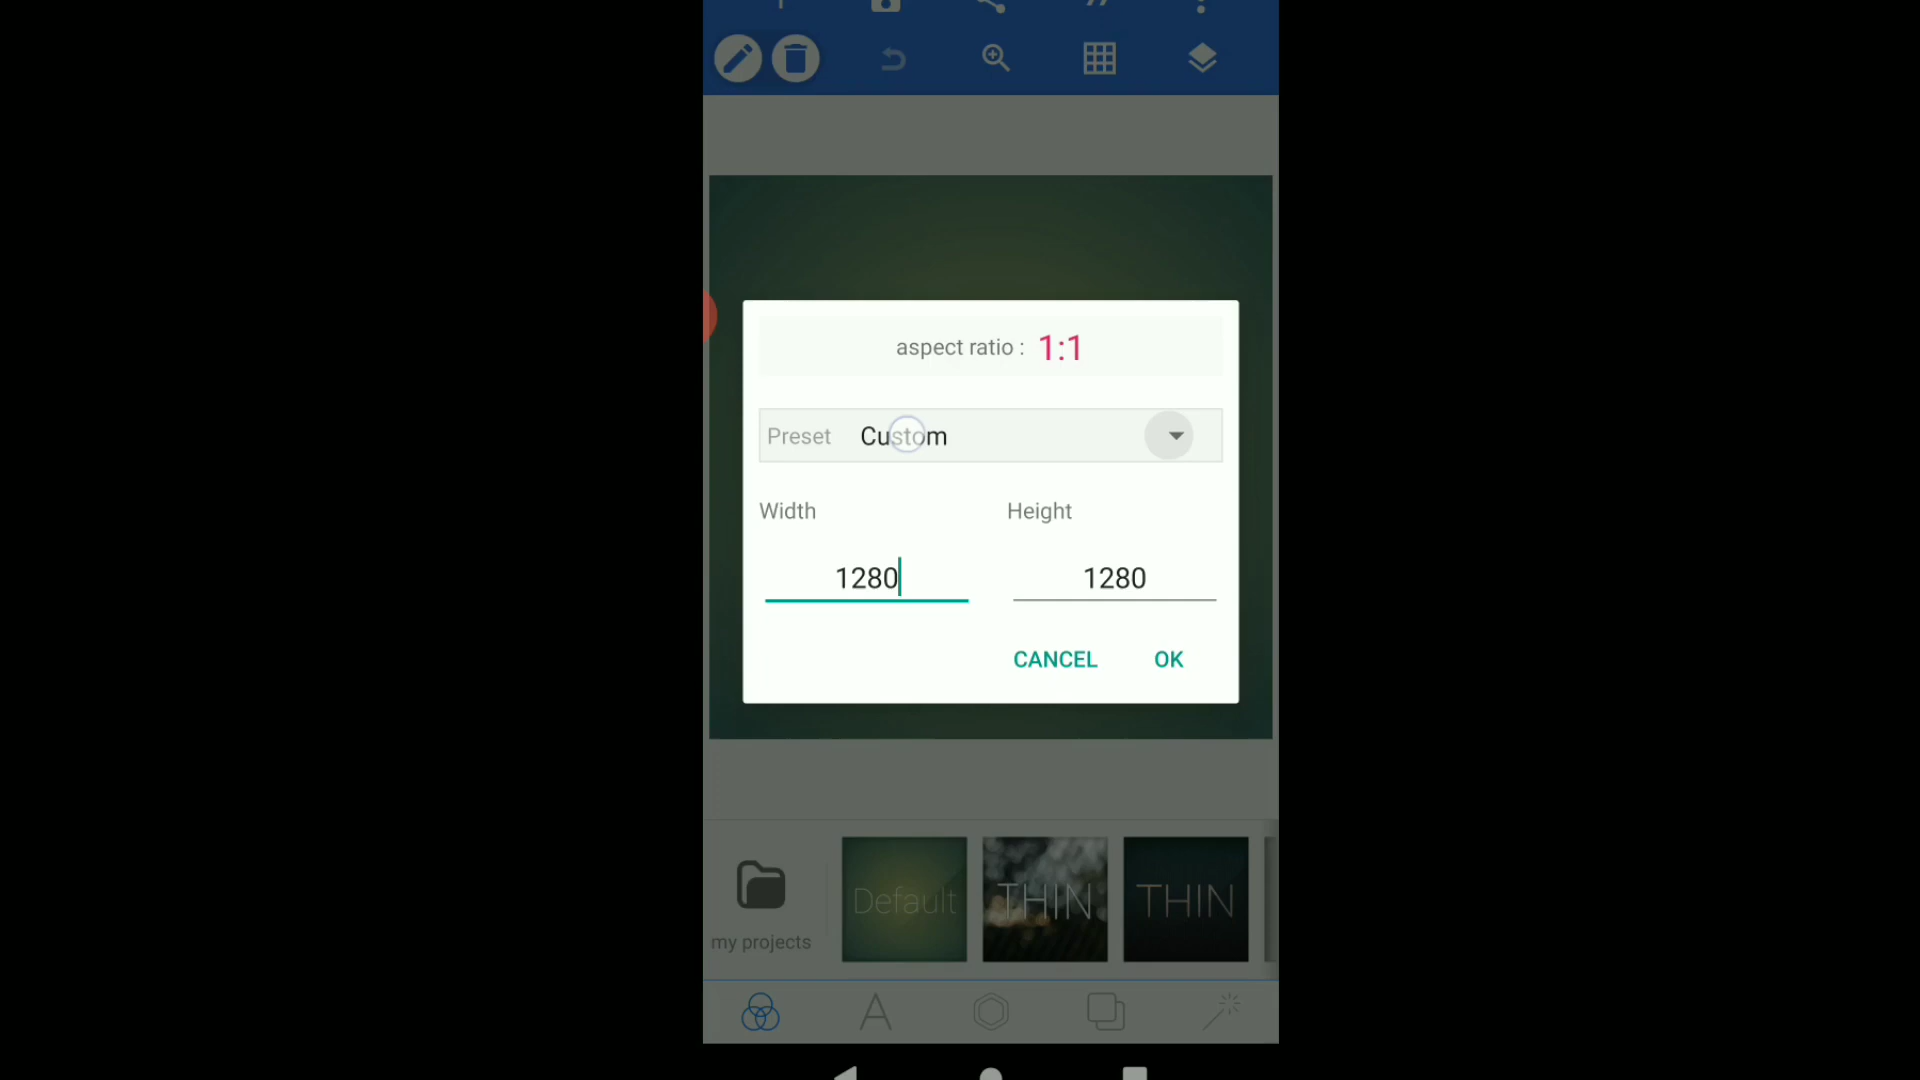 aspect ratio : 1:1
Preset Custom
Width Height
1280 1280
CANCEL OK
Default THIN THIN
my projects
A